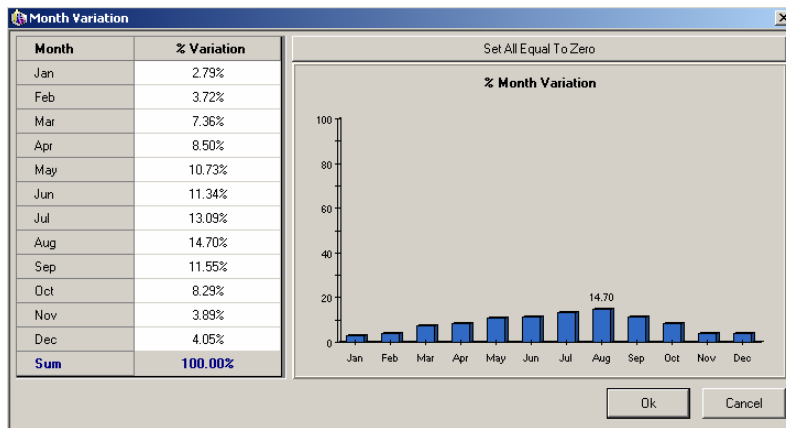 Month Variation
Month % Variation
Jan 2.79%
Feb 3.72%
Mar 7.36%
Apr 8.50%
May 10.73%
Jun 11.34%
Jul 13.09%
Aug 14.70%
Sep 11.55%
Oct 8.29%
Nov 3.89%
Dec 4.05%
Sum 100.00%
Set All Equal To Zero
% Month Variation
100
80
60
40
20
0
14.70
Jan Feb Mar Apr May Jun Jul Aug Sep Oct Nov Dec
Ok Cancel